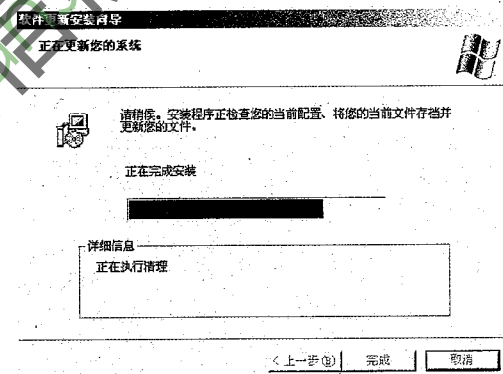 软件更新安装向导
正在更新您的系统
请稍侯。安装程序正检查您的当前配置、将您的当前文件存档并
更新您的文件。
正在完成安装
详细信息
正在执行清理
< 上一步(B)
完成
取消